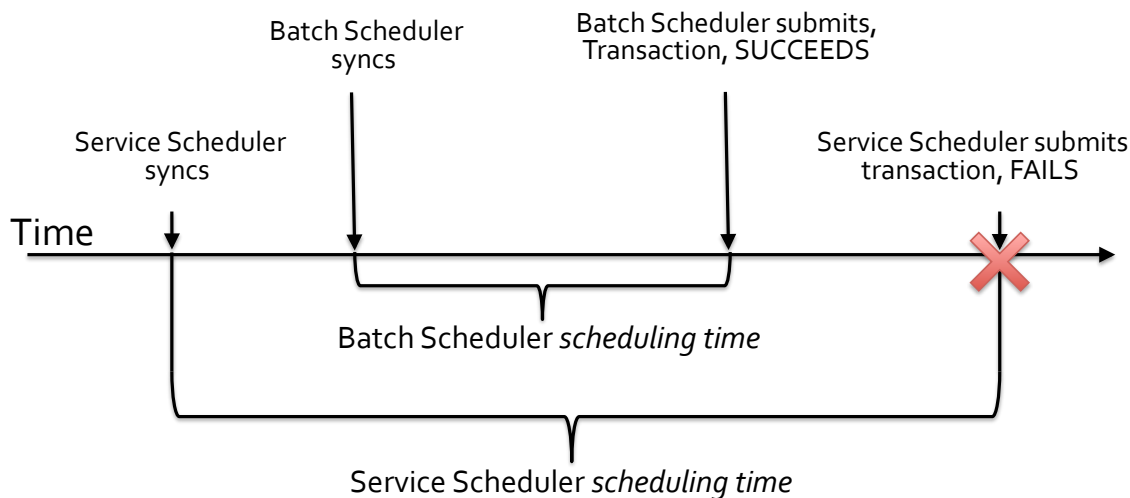 Batch Scheduler
syncs
Batch Scheduler submits,
Transaction, SUCCEEDS
Service Scheduler
syncs
Service Scheduler submits
transaction, FAILS
Time
Batch Scheduler scheduling time
Service Scheduler scheduling time